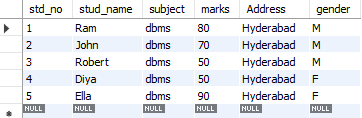 std_no stud_name subject marks Address gender
1 Ram dbms 80 Hyderabad M
2 John dbms 70 Hyderabad M
3 Robert dbms 50 Hyderabad M
4 Diya dbms 50 Hyderabad F
5 Ella dbms 90 Hyderabad F
NULL NULL NULL NULL NULL NULL